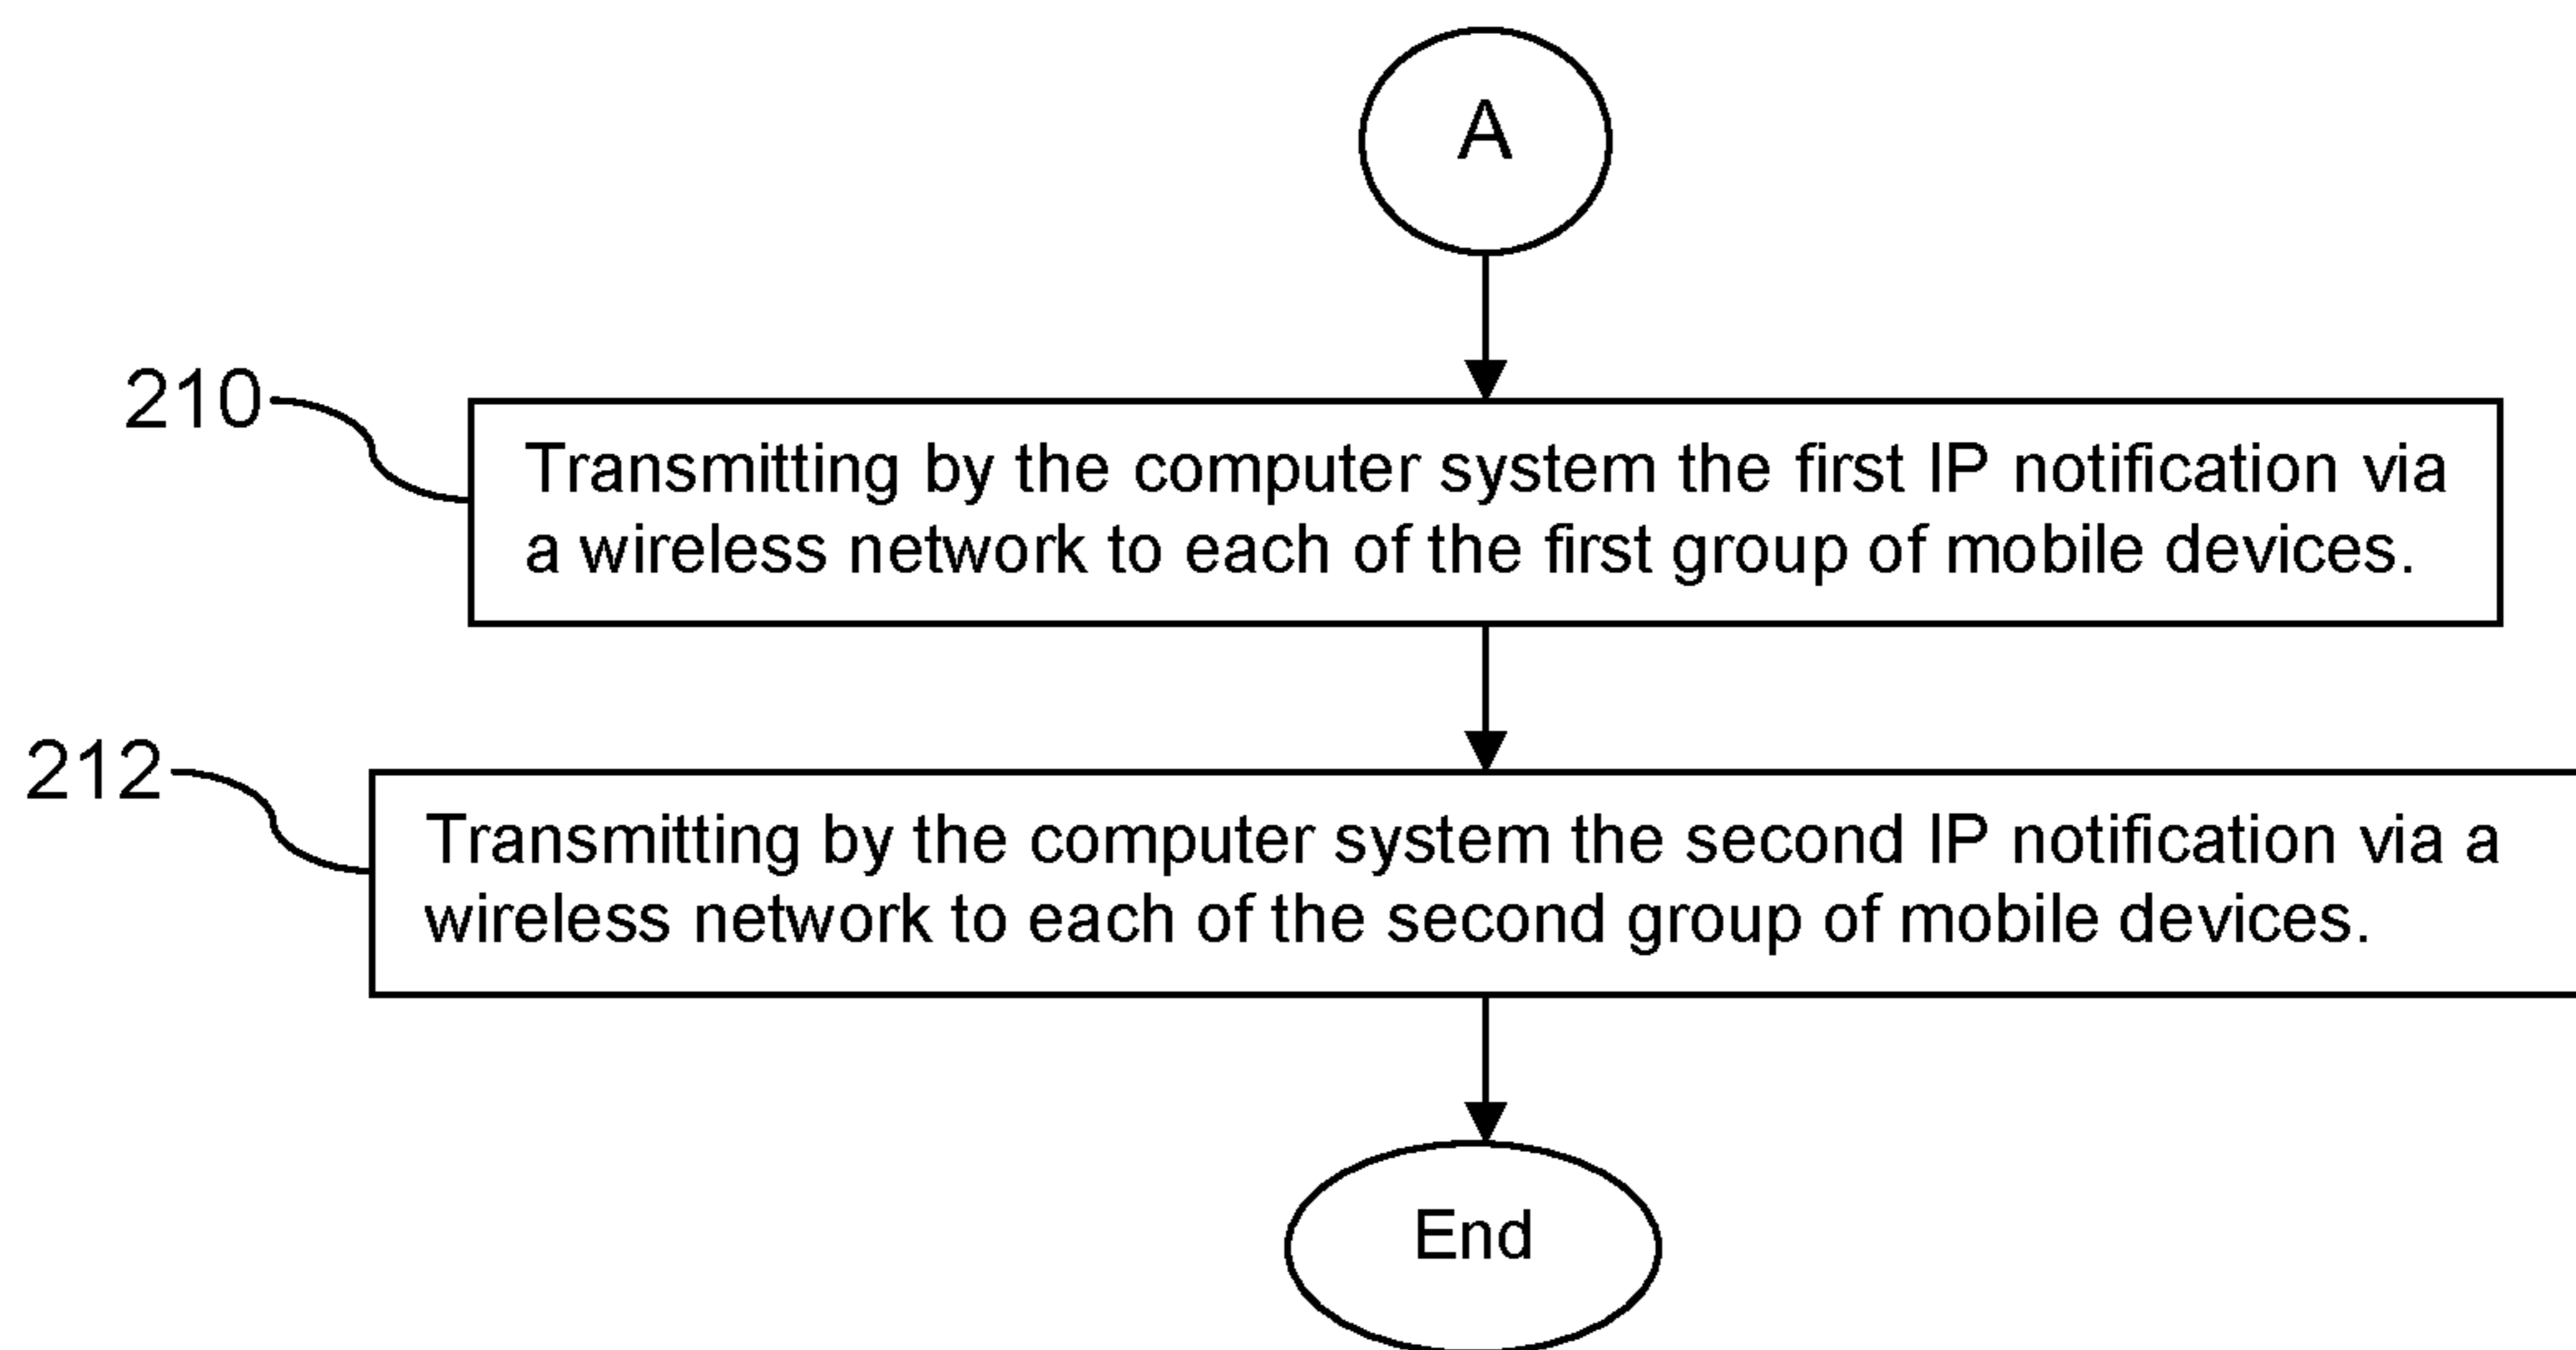 A
210
Transmitting by the computer system the first IP notification via
a wireless network to each of the first group of mobile devices.
212
Transmitting by the computer system the second IP notification via a
wireless network to each of the second group of mobile devices.
End